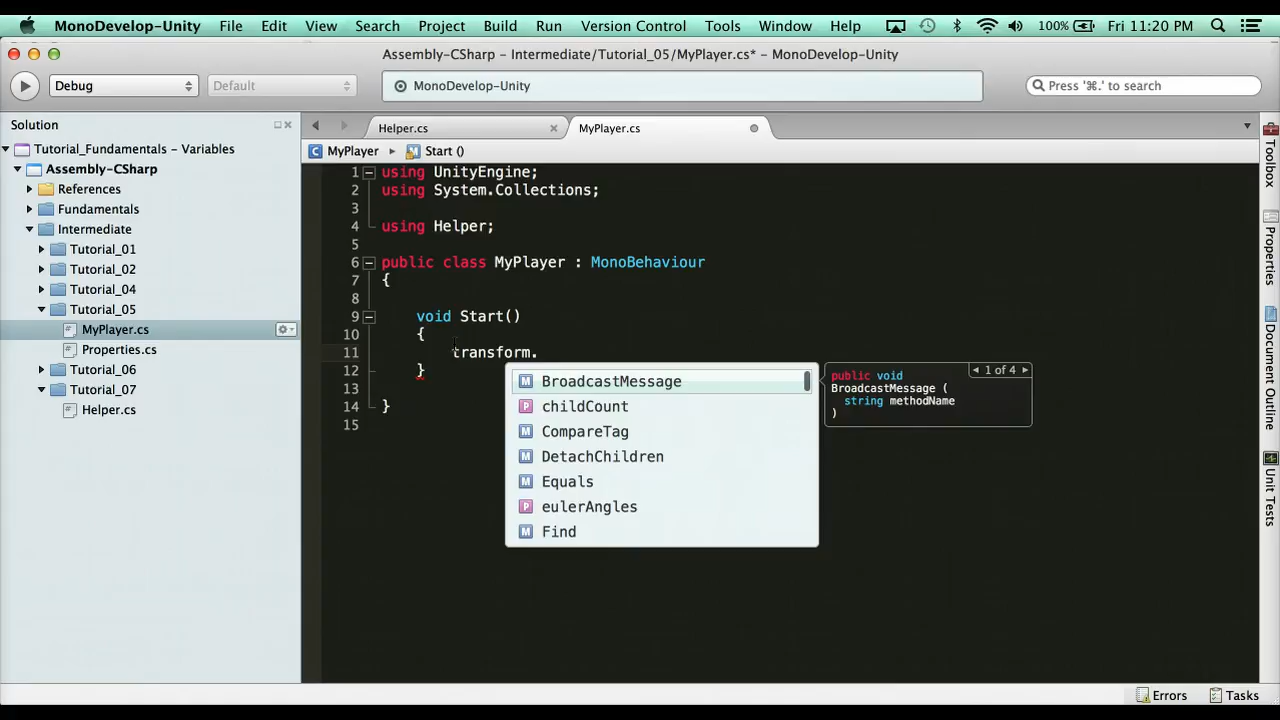 MonoDevelop-Unity File Edit View Search Project Build Run Version Control Tools Window Help 100% Fri 11:20 PM
Assembly-CSharp - Intermediate/Tutorial_05/MyPlayer.cs* - MonoDevelop-Unity
Debug Default MonoDevelop-Unity Press '⌘.' to search
Solution
Tutorial_Fundamentals - Variables
Assembly-CSharp
References
Fundamentals
Intermediate
Tutorial_01
Tutorial_02
Tutorial_04
Tutorial_05
MyPlayer.cs
Properties.cs
Tutorial_06
Tutorial_07
Helper.cs
Helper.cs MyPlayer.cs
MyPlayer Start ()
1 using UnityEngine;
2 using System.Collections;
3
4 using Helper;
5
6 public class MyPlayer : MonoBehaviour
7 {
8
9 void Start()
10 {
11 transform.
12 }
13
14 }
15
BroadcastMessage
childCount
CompareTag
DetachChildren
Equals
eulerAngles
Find
public void 1 of 4
BroadcastMessage (
string methodName
)
Toolbox
Properties
Document Outline
Unit Tests
Errors Tasks